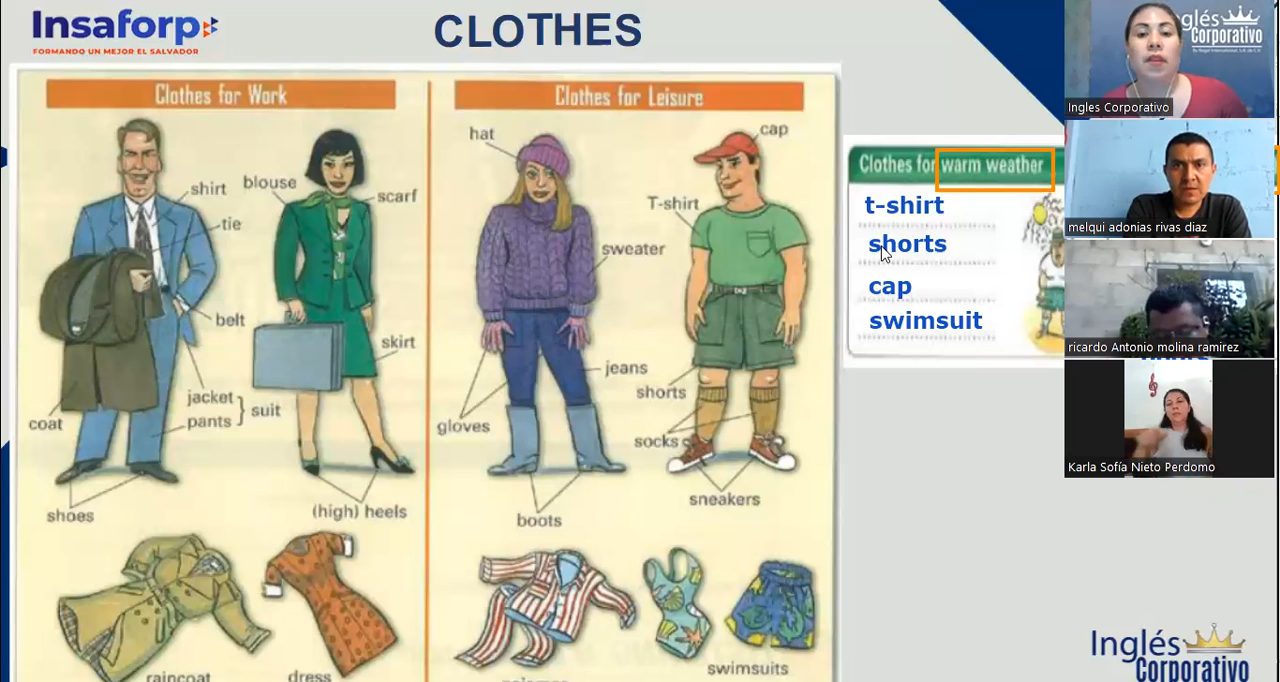 Insaforp
FORMANDO UN MEJOR EL SALVADOR
CLOTHES
Clothes for Work
shirt
blouse
scarf
tie
belt
skirt
jacket
pants
suit
coat
shoes
(high) heels
raincoat
dress
Clothes for Leisure
hat
cap
T-shirt
sweater
jeans
shorts
gloves
socks
sneakers
boots
swimsuits
Clothes for warm weather
t-shirt
shorts
cap
swimsuit
Inglés
Corporativo
Ingles Corporativo
melqui adonias rivas diaz
ricardo Antonio molina ramirez
Karla Sofía Nieto Perdomo
Inglés
Corporativo